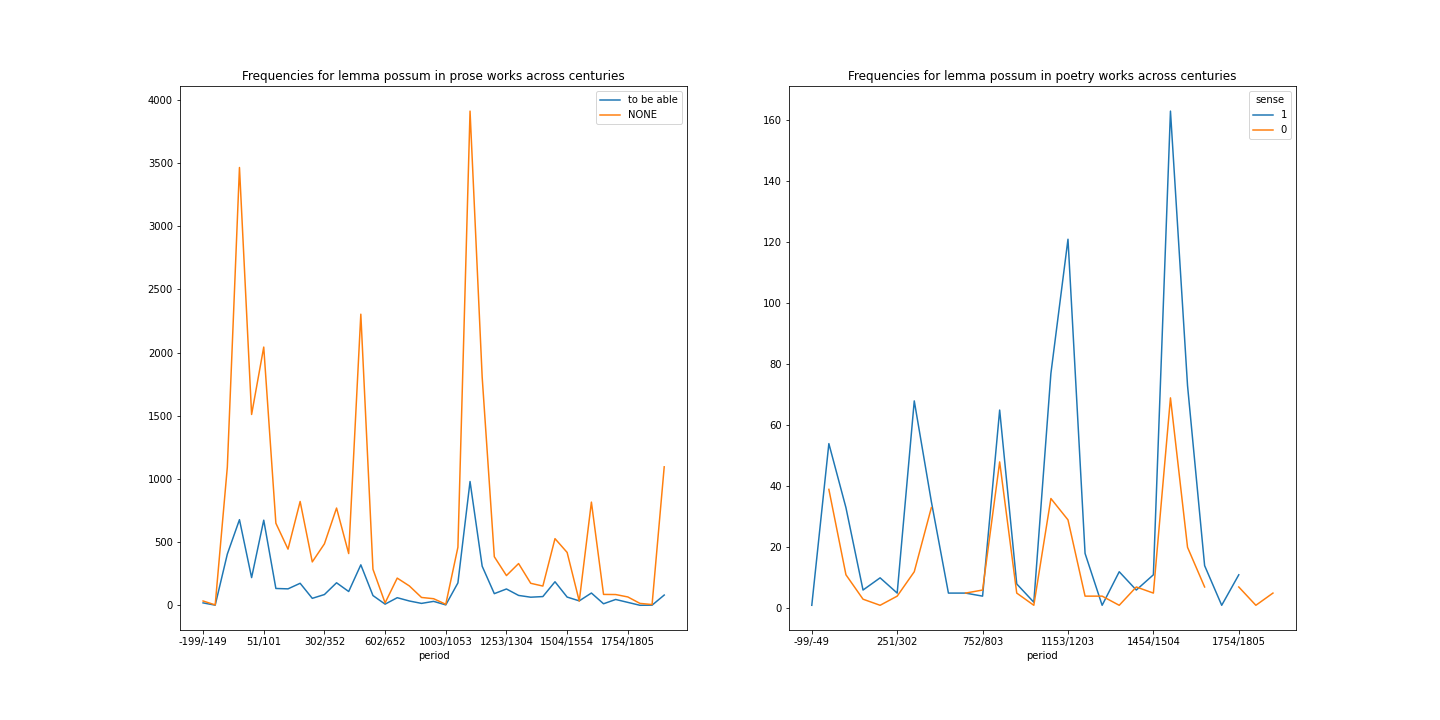 Frequencies for lemma possum in prose works across centuries
to be able
NONE
4000
3500
3000
2500
2000
1500
1000
500
0
-199/-149 51/101 302/352 602/652 1003/1053 1253/1304 1504/1554 1754/1805
period
Frequencies for lemma possum in poetry works across centuries
sense
1
0
160
140
120
100
80
60
40
20
0
-99/-49 251/302 752/803 1153/1203 1454/1504 1754/1805
period